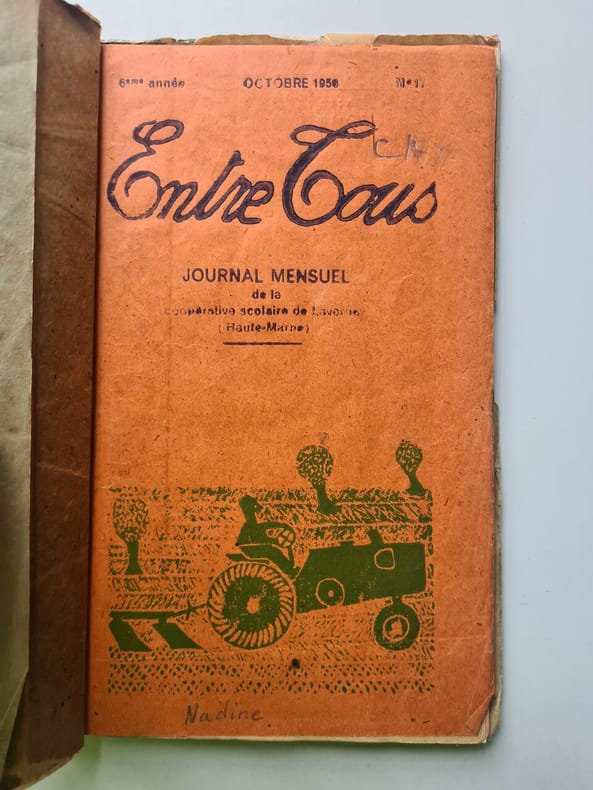 6eme année OCTOBRE 1956 N°1
Entre Tous
JOURNAL MENSUEL
de la
coopérative scolaire de
(Haute-Marne)
Nadine